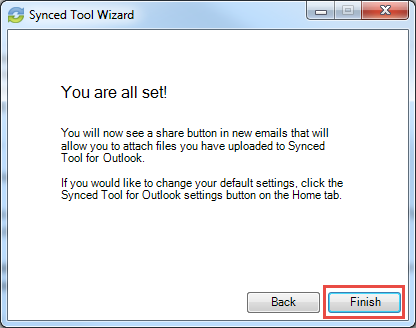 Synced Tool Wizard
You are all set!
You will now see a share button in new emails that will
allow you to attach files you have uploaded to Synced
Tool for Outlook.
If you would like to change your default settings, click the
Synced Tool for Outlook settings button on the Home tab.
Back
Finish